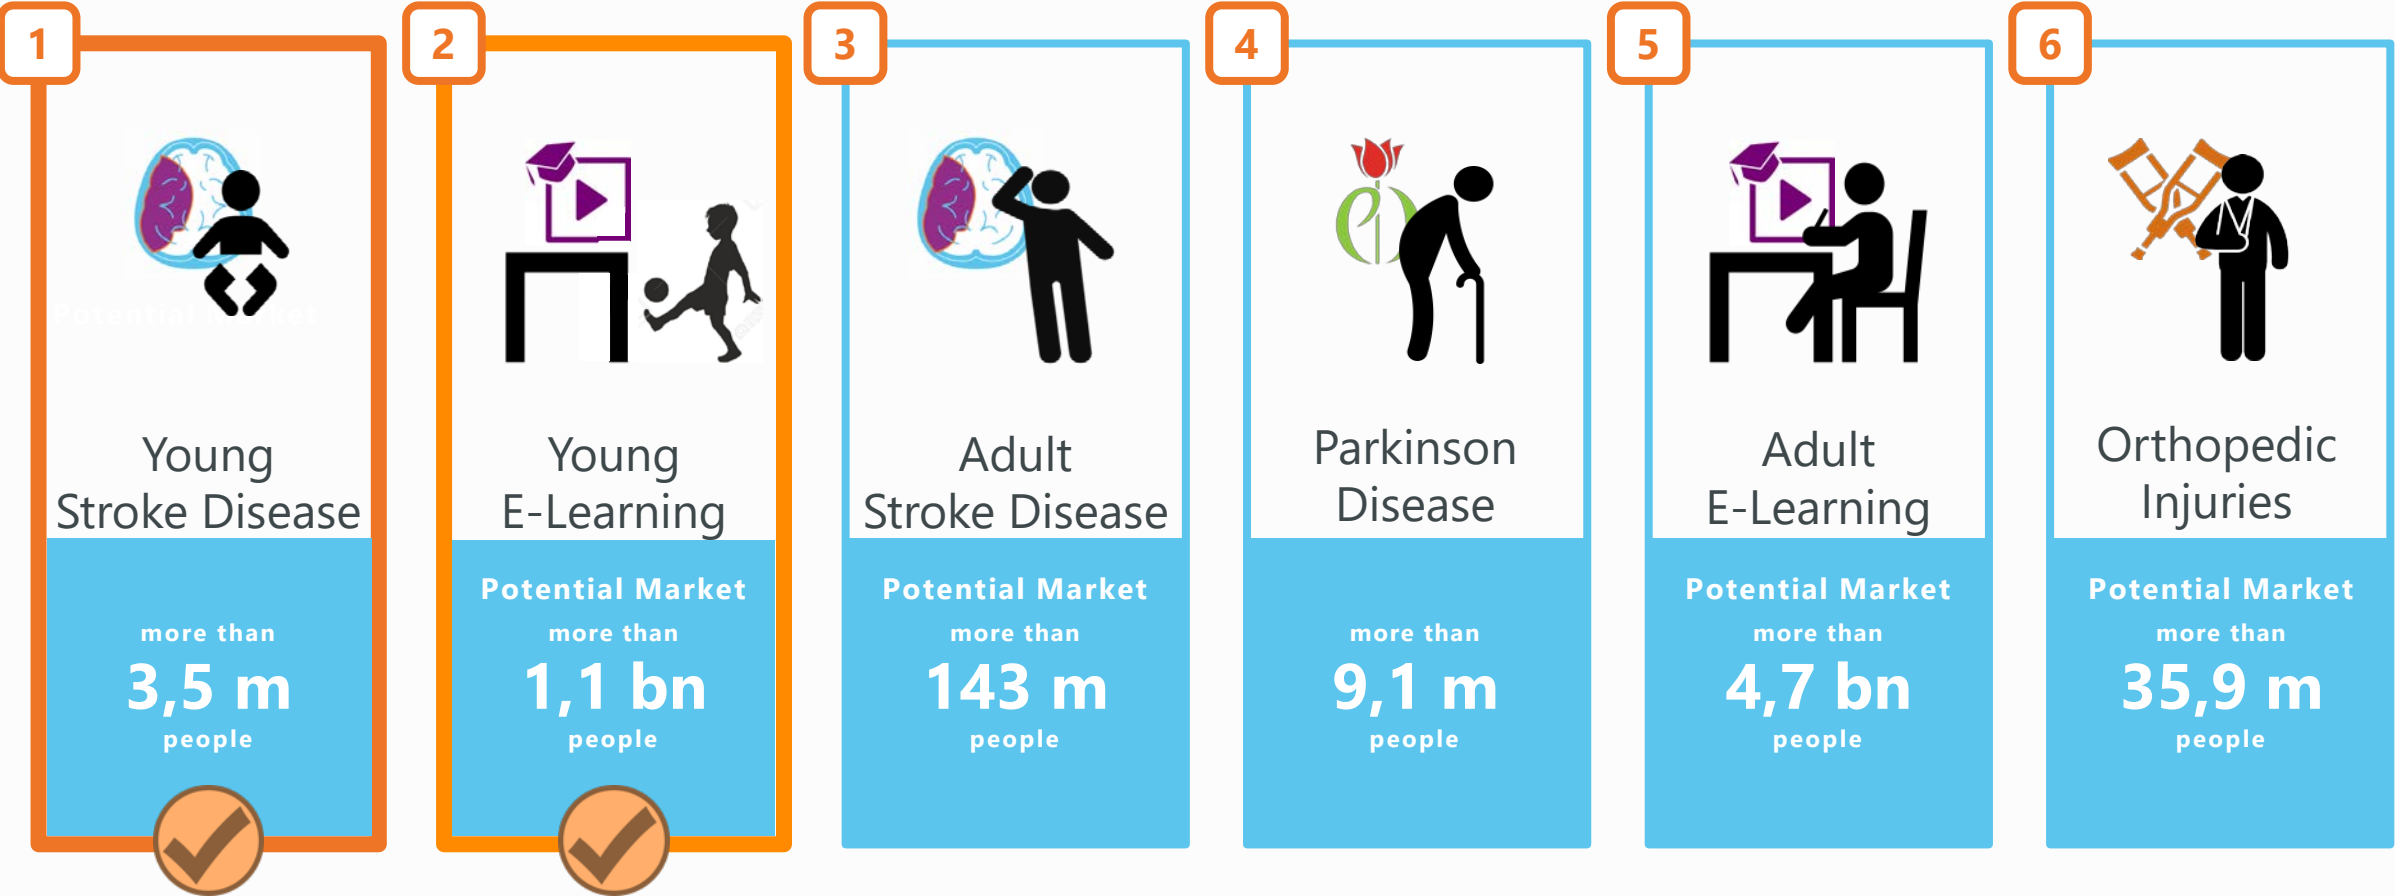 1
Potential Market
Young
Stroke Disease
more than
3,5 m
people
2
Young
E-Learning
Potential Market
more than
1,1 bn
people
3
Adult
Stroke Disease
Potential Market
more than
143 m
people
4
Parkinson
Disease
more than
9,1 m
people
5
Adult
E-Learning
Potential Market
more than
4,7 bn
people
6
Orthopedic
Injuries
Potential Market
more than
35,9 m
people